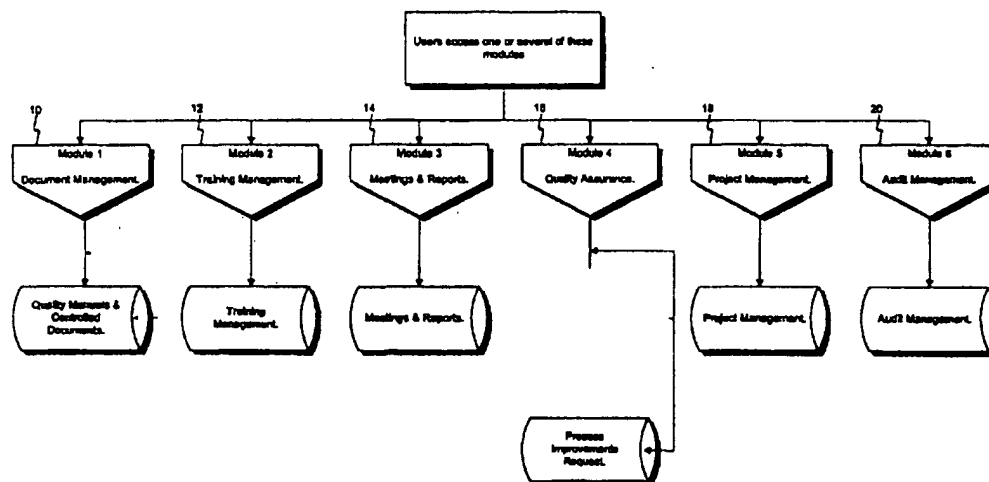 Users access one or several of these
modules
10
12
14
16
18
20
Module 1
Document Management.
Module 2
Training Management.
Module 3
Meetings & Reports.
Module 4
Quality Assurance.
Module 5
Project Management.
Module 6
Audit Management.
Quality Manuals &
Controlled
Documents.
Training
Management.
Meetings & Reports.
Project Management.
Audit Management.
Process
Improvements
Request.